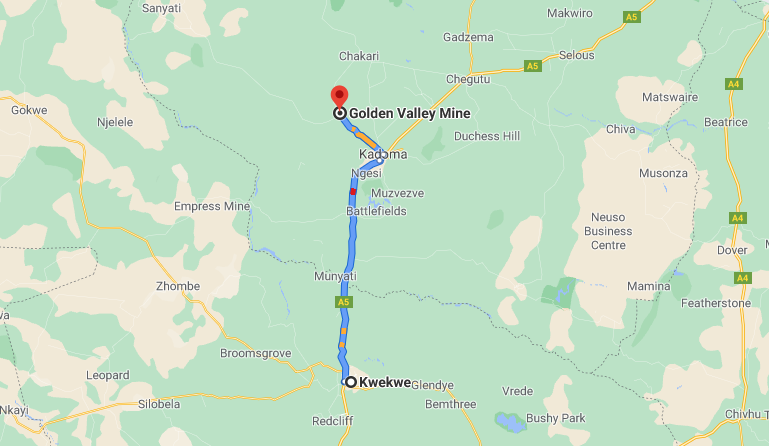 Sanyati
Makwiro
A5
Gadzema
Chakari
Selous
A5
Chegutu
A4
Matswaire
Gokwe
Golden Valley Mine
Njelele
Beatrice
Chiva
Duchess Hill
Kadoma
Ngesi
Musonza
Muzvezve
Empress Mine
Battlefields
Neuso
Business
Centre
A4
Dover
Munyati
A4
Zhombe
Mamina
A5
Featherstone
Broomsgrove
Leopard
Kwekwe
Glendye
Vrede
Silobela
Bemthree
Nkayi
Chivhu T
Redcliff
Bushy Park